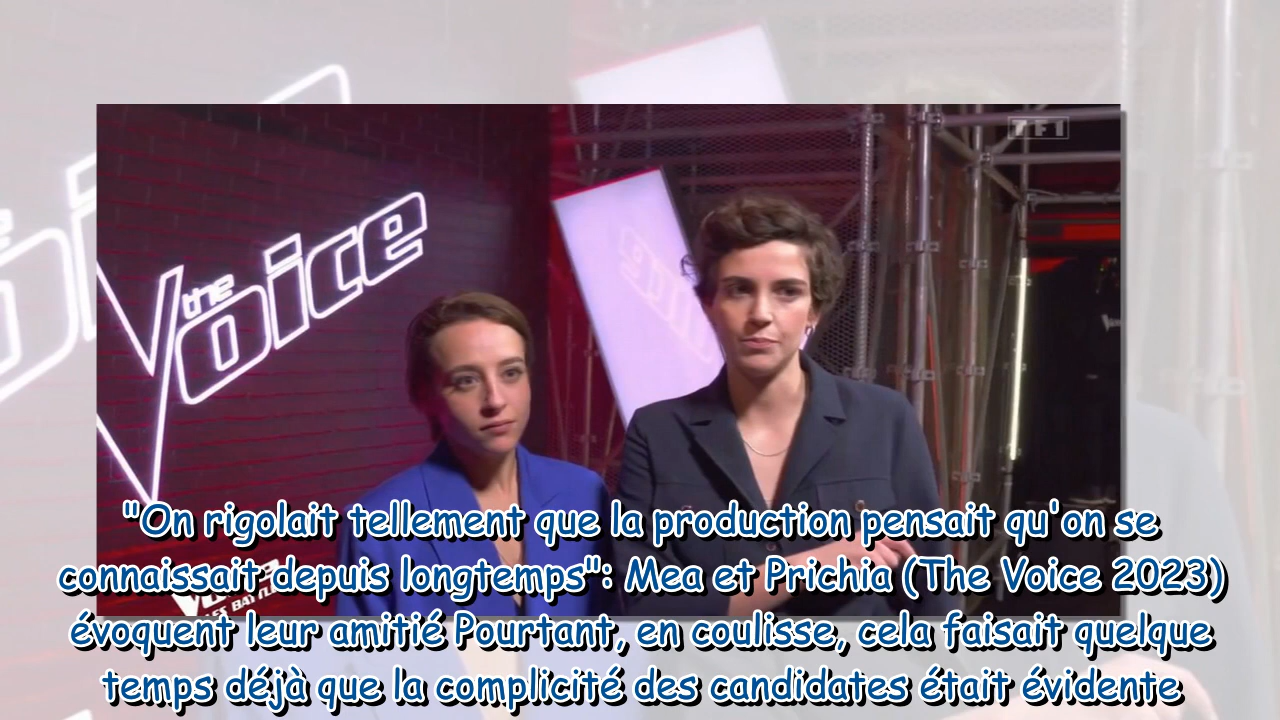 TF1
the
Voice
"On rigolait tellement que la production pensait qu'on se
connaissait depuis longtemps": Mea et Prichia (The Voice 2023)
évoquent leur amitié Pourtant, en coulisse, cela faisait quelque
temps déjà que la complicité des candidates était évidente